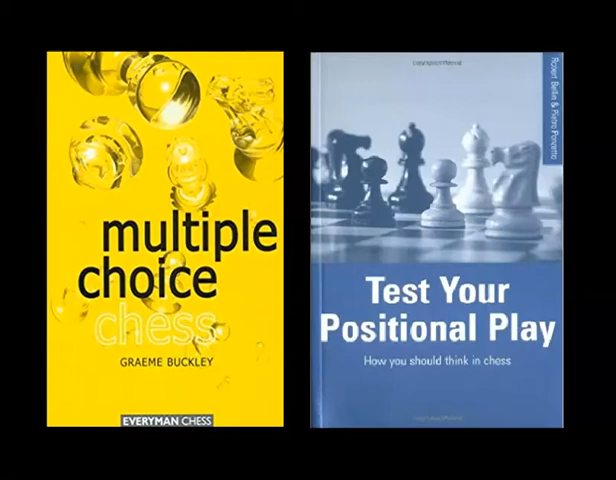 multiple
choice
chess
GRAEME BUCKLEY
EVERYMAN CHESS
Robert Bellin & Pietro Ponzetto
Test Your
Positional Play
How you should think in chess